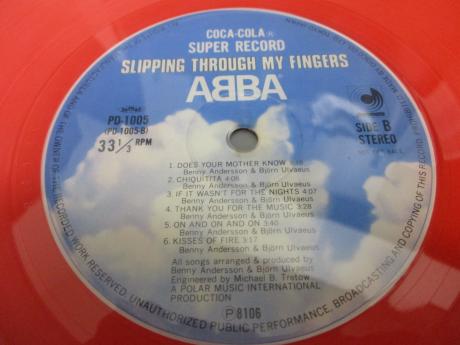 COCA-COLA®
SUPER RECORD
SLIPPING THROUGH MY FINGERS
ABBA
PD-1005
(PD-1005-B)
33 1/3 RPM
SIDE B
STEREO
1. DOES YOUR MOTHER KNOW
Benny Andersson & Björn Ulvaeus
2. CHIQUITITA 4:06
Benny Andersson & Björn Ulvaeus
3. IF IT WASN'T FOR THE NIGHTS 4:07
Benny Andersson & Björn Ulvaeus
4. THANK YOU FOR THE MUSIC 3:28
Benny Andersson & Björn Ulvaeus
5. ON AND ON AND ON 3:40
Benny Andersson & Björn Ulvaeus
6. KISSES OF FIRE 3:17
Benny Andersson & Björn Ulvaeus
All songs arranged & produced by
Benny Andersson & Björn Ulvaeus
Engineered by Michael B. Tretow
A POLAR MUSIC INTERNATIONAL
PRODUCTION
Ⓟ8106
RECORDED WORK RESERVED. UNAUTHORIZED PUBLIC PERFORMANCE, BROADCASTING AND COPYING OF THIS RECORD